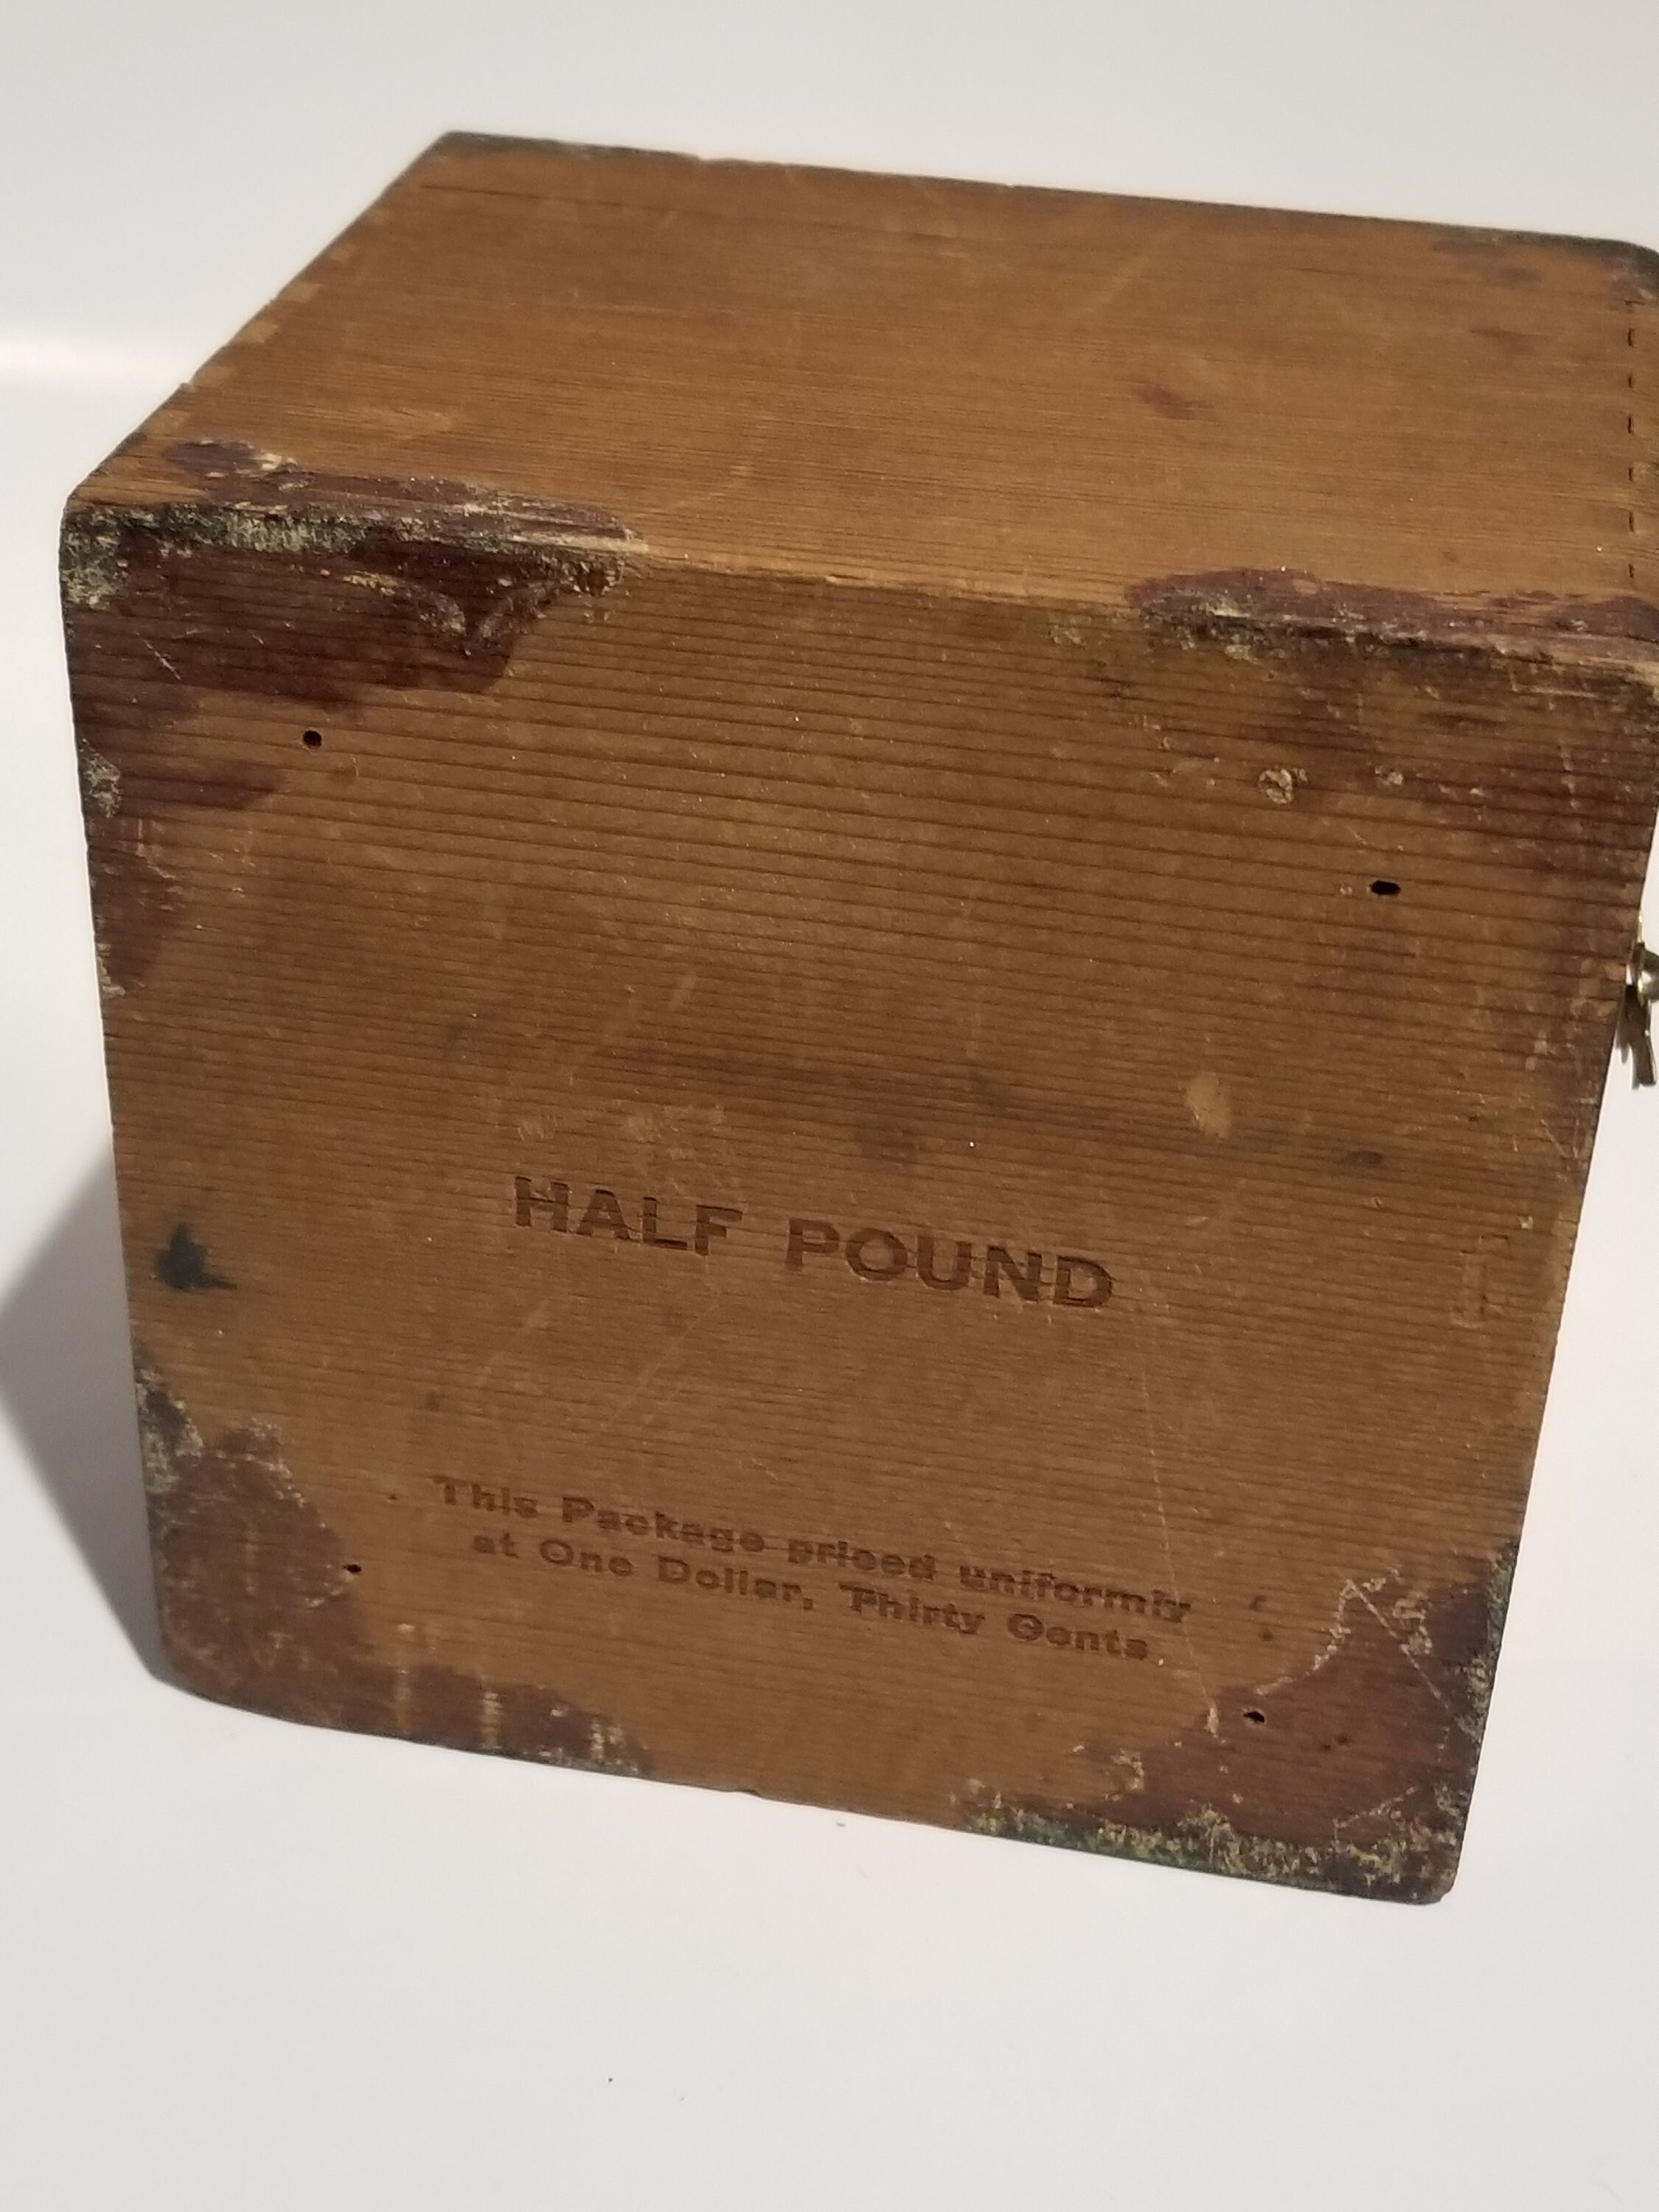 HALF POUND
This Package priced uniformly
at One Dollar, Thirty Cents